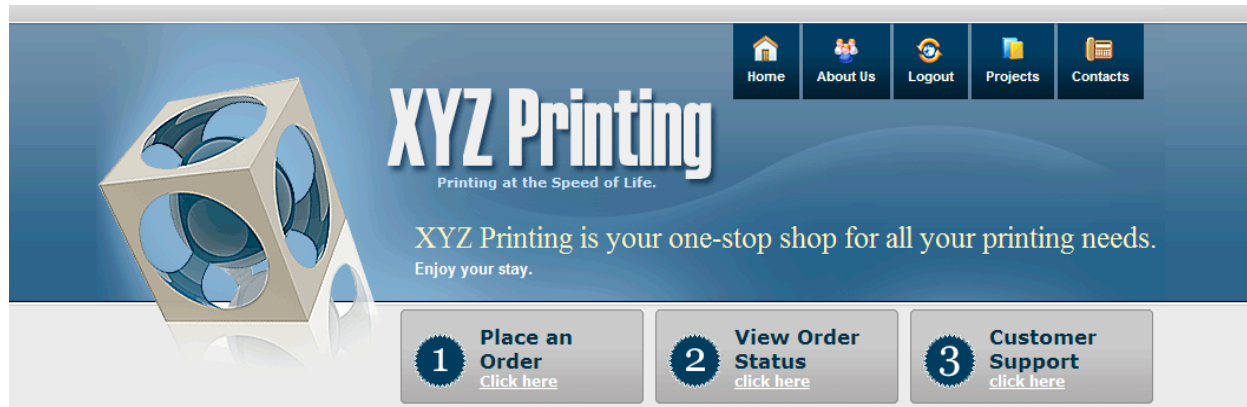 Home About Us Logout Projects Contacts
XYZ Printing
Printing at the Speed of Life.
XYZ Printing is your one-stop shop for all your printing needs.
Enjoy your stay.
1
Place an
Order
Click here
2
View Order
Status
click here
3
Customer
Support
click here